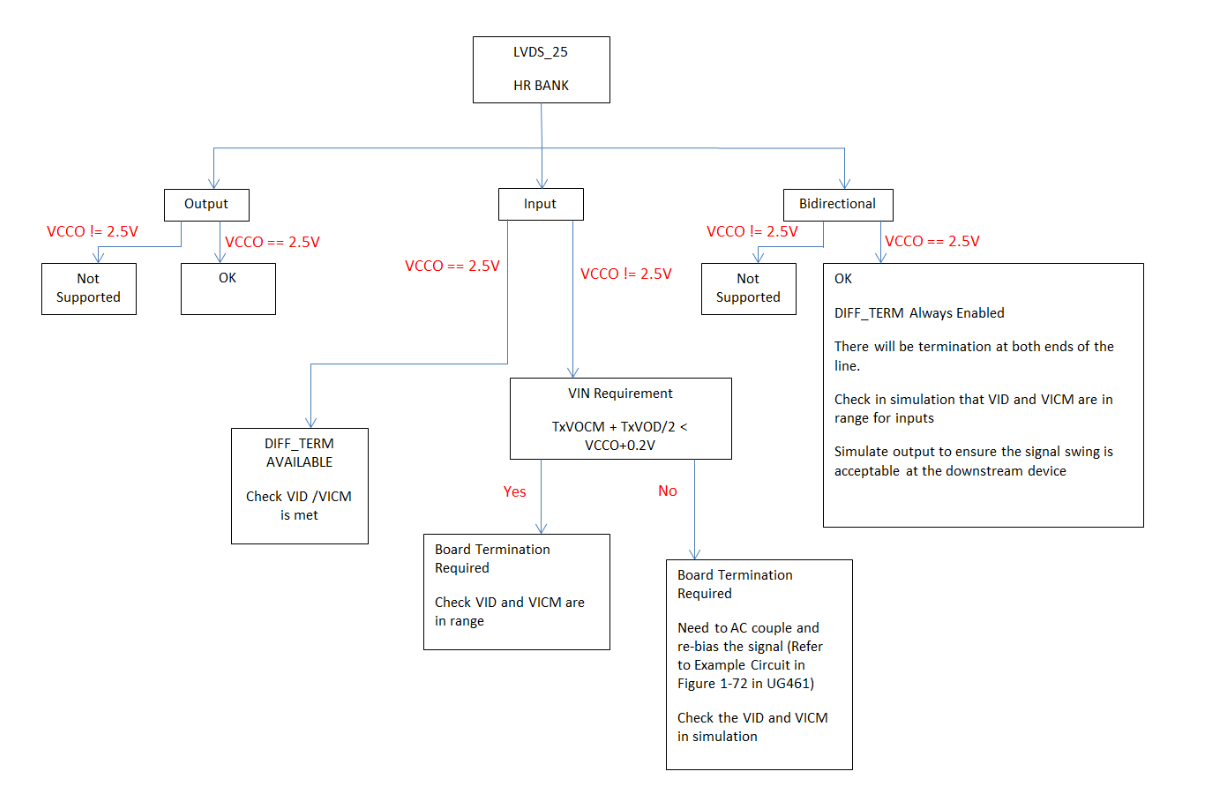 LVDS_25
HR BANK
Output
Input
Bidirectional
VCCO != 2.5V
VCCO == 2.5V
VCCO == 2.5V
VCCO != 2.5V
VCCO != 2.5V
VCCO == 2.5V
Not
Supported
OK
Not
Supported
OK
DIFF_TERM Always Enabled
There will be termination at both ends of the
line.
Check in simulation that VID and VICM are in
range for inputs
Simulate output to ensure the signal swing is
acceptable at the downstream device
VIN Requirement
TxVOCM + TxVOD/2 <
VCCO+0.2V
DIFF_TERM
AVAILABLE
Check VID /VICM
is met
Yes
No
Board Termination
Required
Check VID and VICM are
in range
Board Termination
Required
Need to AC couple and
re-bias the signal (Refer
to Example Circuit in
Figure 1-72 in UG461)
Check the VID and VICM
in simulation